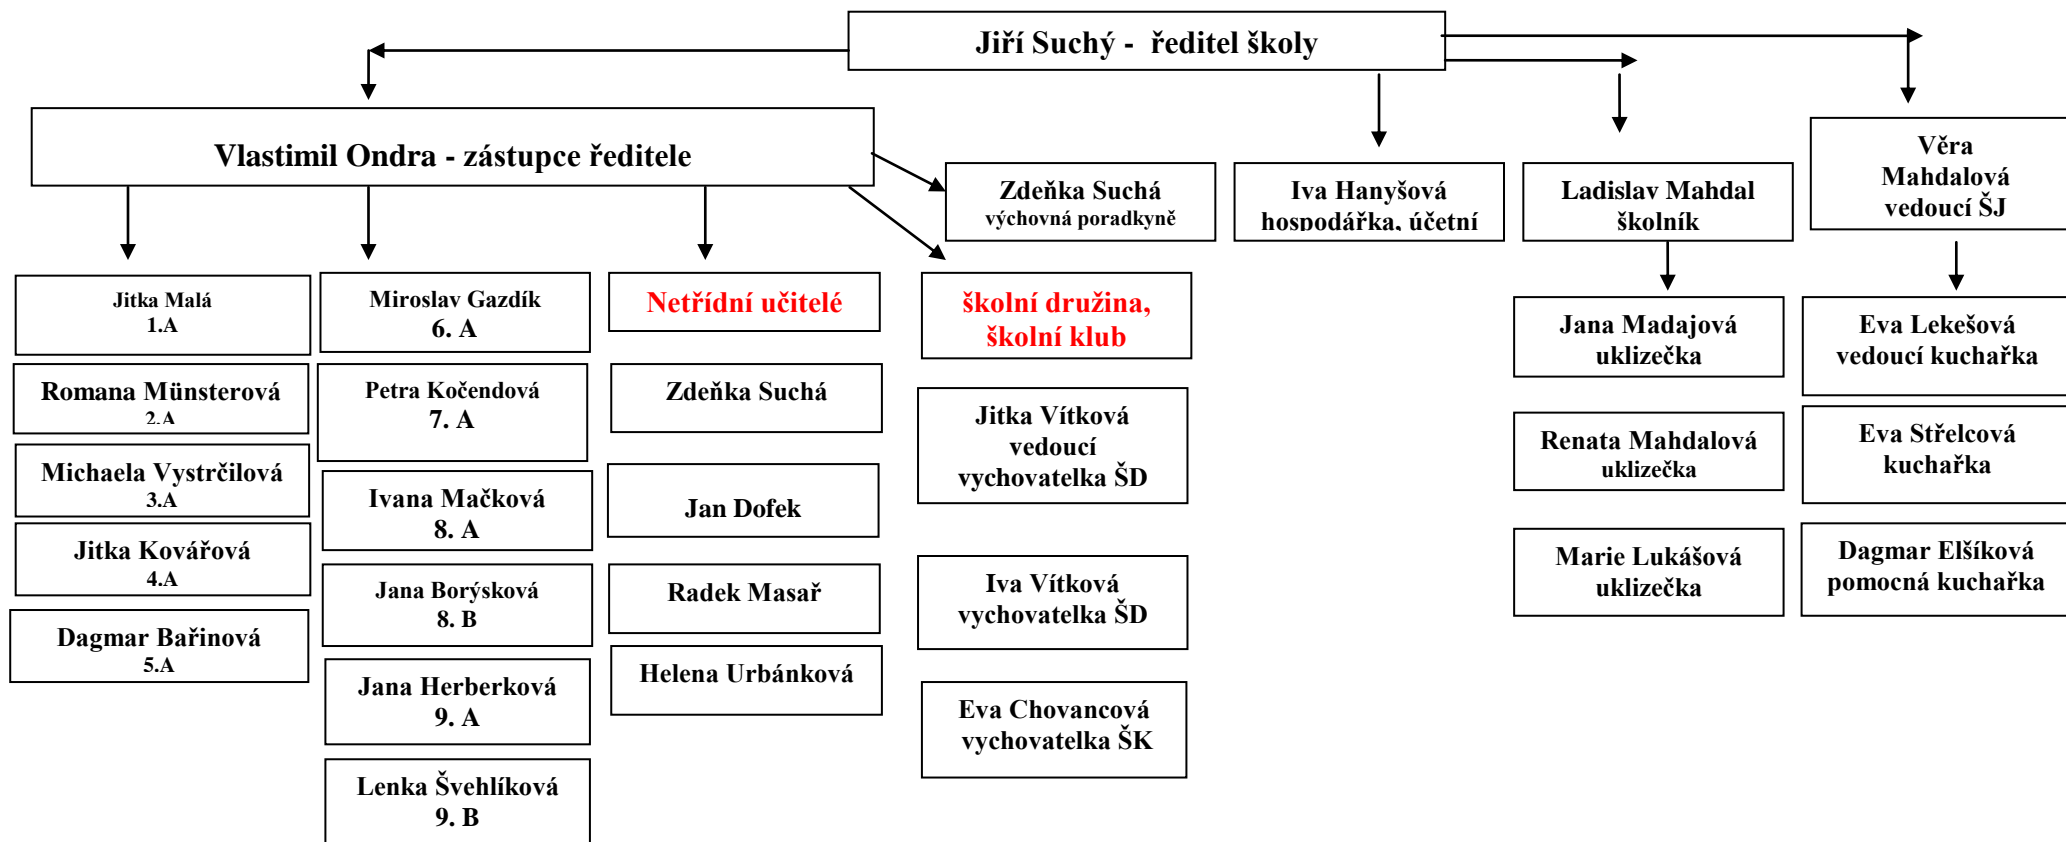 Jiří Suchý - ředitel školy
Vlastimil Ondra - zástupce ředitele
Zdeňka Suchá
výchovná poradkyně
Iva Hanyšová
hospodářka, účetní
Ladislav Mahdal
školník
Věra
Mahdalová
vedoucí ŠJ
Jitka Malá
1.A
Romana Münsterová
2.A
Michaela Vystrčilová
3.A
Jitka Kovářová
4.A
Dagmar Bařinová
5.A
Miroslav Gazdík
6. A
Petra Kočendová
7. A
Ivana Mačková
8. A
Jana Borýsková
8. B
Jana Herberková
9. A
Lenka Švehlíková
9. B
Netřídní učitelé
Zdeňka Suchá
Jan Dofek
Radek Masař
Helena Urbánková
školní družina,
školní klub
Jitka Vítková
vedoucí
vychovatelka ŠD
Iva Vítková
vychovatelka ŠD
Eva Chovancová
vychovatelka ŠK
Jana Madajová
uklizečka
Renata Mahdalová
uklizečka
Marie Lukášová
uklizečka
Eva Lekešová
vedoucí kuchařka
Eva Střelcová
kuchařka
Dagmar Elšíková
pomocná kuchařka